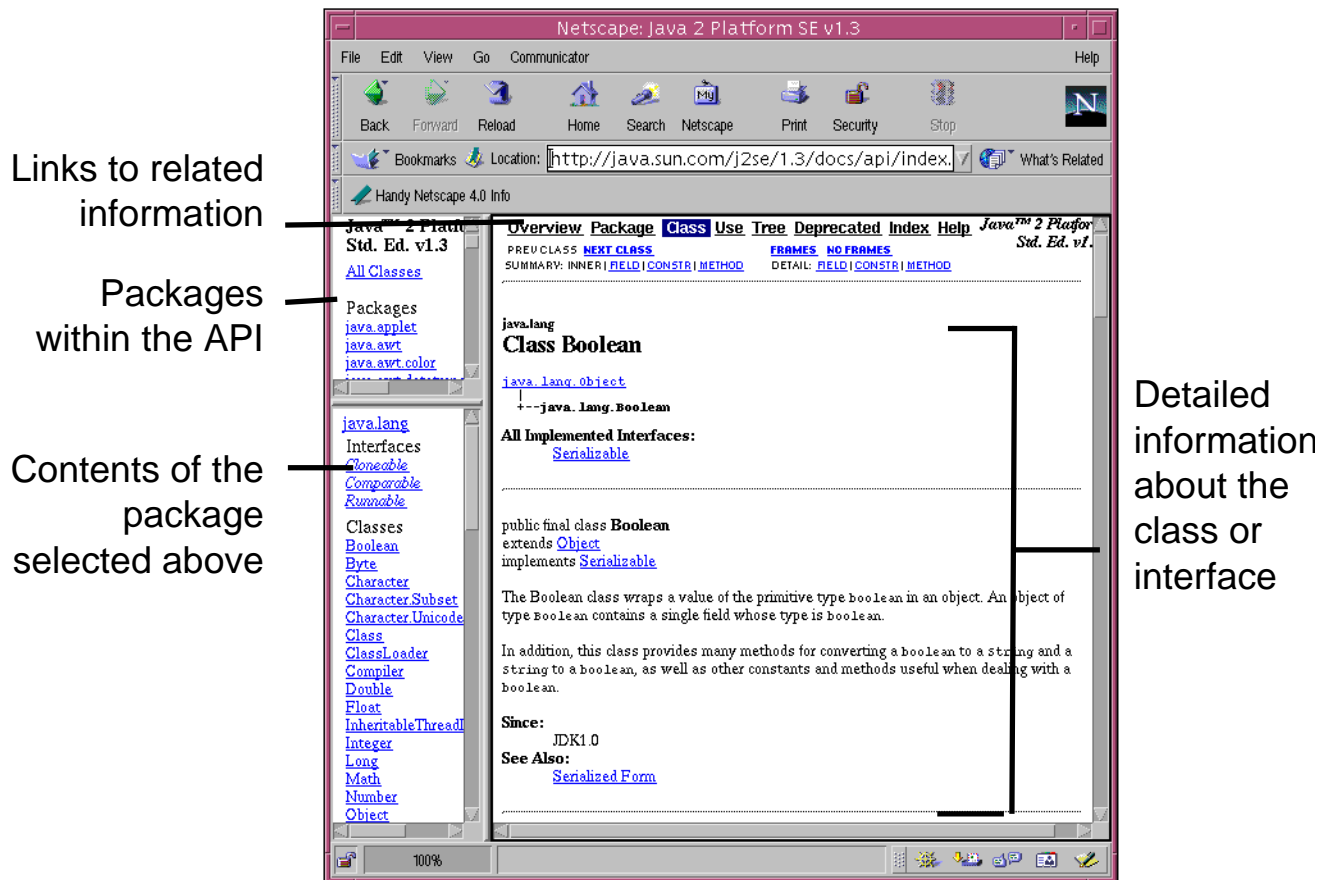 Netscape: Java 2 Platform SE v1.3
File Edit View Go Communicator Help
Back Forward Reload Home Search Netscape Print Security Stop
My
N
Bookmarks Location: http://java.sun.com/j2se/1.3/docs/api/index. What's Related
Handy Netscape 4.0 Info
Links to related
information
Packages
within the API
Contents of the
package
selected above
Java™ 2 Platf
Std. Ed. v1.3
All Classes
Packages
java.applet
java.awt
java.awt.color
java.lang
Interfaces
Cloneable
Comparable
Runnable
Classes
Boolean
Byte
Character
Character.Subset
Character.Unicode
Class
ClassLoader
Compiler
Double
Float
InheritableThreadI
Integer
Long
Math
Number
Object
Overview Package Class Use Tree Deprecated Index Help
Java™ 2 Platfor
Std. Ed. v1.
PREV CLASS NEXT CLASS FRAMES NO FRAMES
SUMMARY: INNER | FIELD | CONSTR | METHOD DETAIL: FIELD | CONSTR | METHOD
java.lang
Class Boolean
java.lang.Object
|
+--java.lang.Boolean
All Implemented Interfaces:
Serializable
public final class Boolean
extends Object
implements Serializable
The Boolean class wraps a value of the primitive type boolean in an object. An object of
type Boolean contains a single field whose type is boolean.
In addition, this class provides many methods for converting a boolean to a String and a
String to a boolean, as well as other constants and methods useful when dealing with a
boolean.
Since:
JDK1.0
See Also:
Serialized Form
100%
Detailed
information
about the
class or
interface